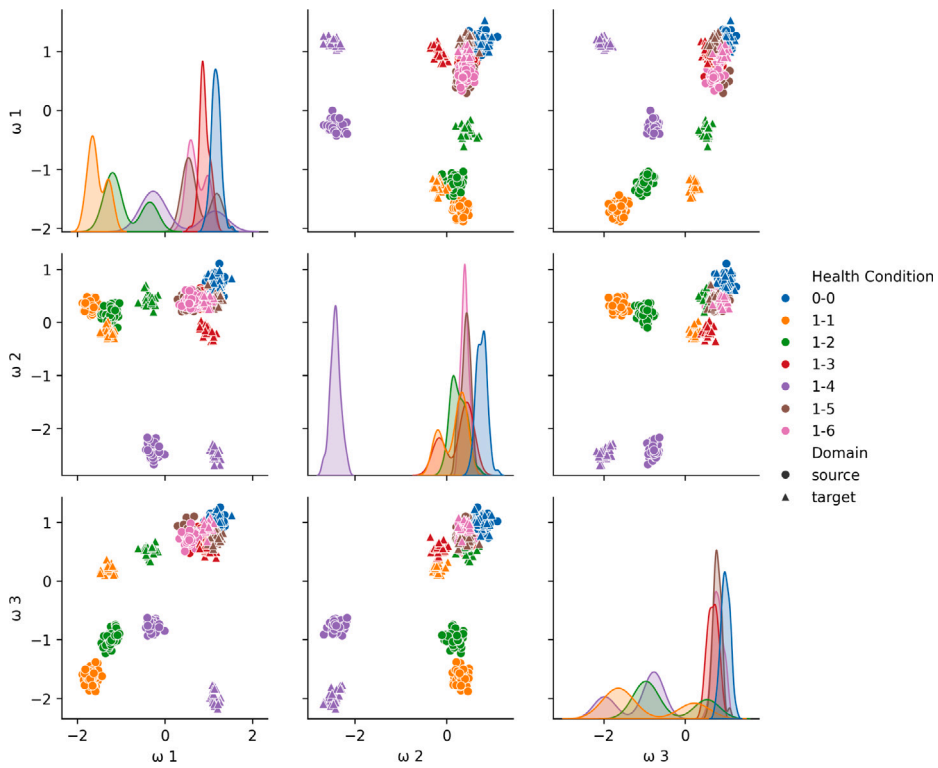 1
0
−1
−2
ω 1
1
0
−1
−2
ω 2
1
0
−1
−2
ω 3
−2
0
2
ω 1
−2
0
ω 2
−2
0
ω 3
Health Condition
0-0
1-1
1-2
1-3
1-4
1-5
1-6
Domain
source
target